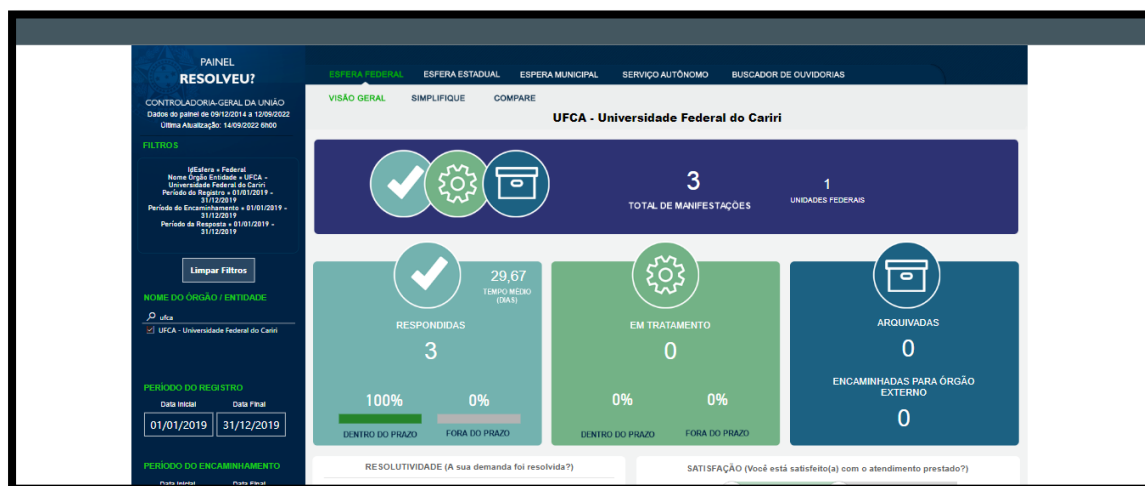 PAINEL
RESOLVEU?
CONTROLADORIA-GERAL DA UNIÃO
Dados do painel de 09/12/2014 a 12/09/2022
Última Atualização: 14/09/2022 6h00
FILTROS
IdEsfera » Federal
Nome Órgão Entidade » UFCA -
Universidade Federal do Cariri
Período do Registro » 01/01/2019 -
31/12/2019
Período do Encaminhamento » 01/01/2019 -
31/12/2019
Período da Resposta » 01/01/2019 -
31/12/2019
Limpar Filtros
NOME DO ÓRGÃO / ENTIDADE
ufca
UFCA - Universidade Federal do Cariri
PERÍODO DO REGISTRO
Data Inicial Data Final
01/01/2019 31/12/2019
PERÍODO DO ENCAMINHAMENTO
Data Inicial Data Final
ESFERA FEDERAL ESFERA ESTADUAL ESPERA MUNICIPAL SERVIÇO AUTÔNOMO BUSCADOR DE OUVIDORIAS
VISÃO GERAL SIMPLIFIQUE COMPARE
UFCA - Universidade Federal do Cariri
3
TOTAL DE MANIFESTAÇÕES
1
UNIDADES FEDERAIS
29,67
TEMPO MÉDIO
(DIAS)
RESPONDIDAS
3
100% 0%
DENTRO DO PRAZO FORA DO PRAZO
EM TRATAMENTO
0
0% 0%
DENTRO DO PRAZO FORA DO PRAZO
ARQUIVADAS
0
ENCAMINHADAS PARA ÓRGÃO
EXTERNO
0
RESOLUTIVIDADE (A sua demanda foi resolvida?)
SATISFAÇÃO (Você está satisfeito(a) com o atendimento prestado?)